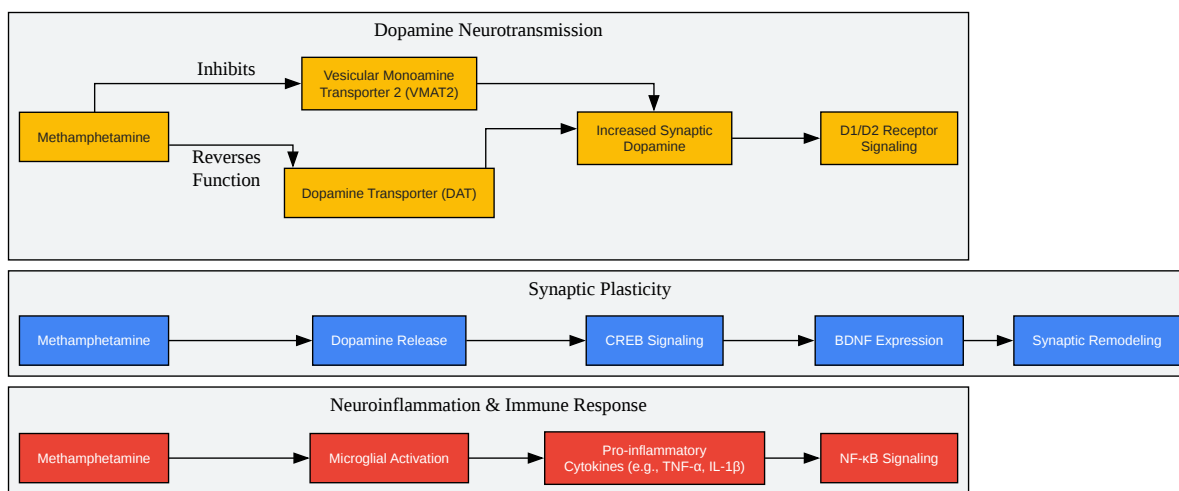 Dopamine Neurotransmission
Inhibits
Vesicular Monoamine
Transporter 2 (VMAT2)
Methamphetamine
Increased Synaptic
Dopamine
D1/D2 Receptor
Signaling
Reverses
Function
Dopamine Transporter (DAT)
Synaptic Plasticity
Methamphetamine
Dopamine Release
CREB Signaling
BDNF Expression
Synaptic Remodeling
Neuroinflammation & Immune Response
Methamphetamine
Microglial Activation
Pro-inflammatory
Cytokines (e.g., TNF-α, IL-1β)
NF-κB Signaling